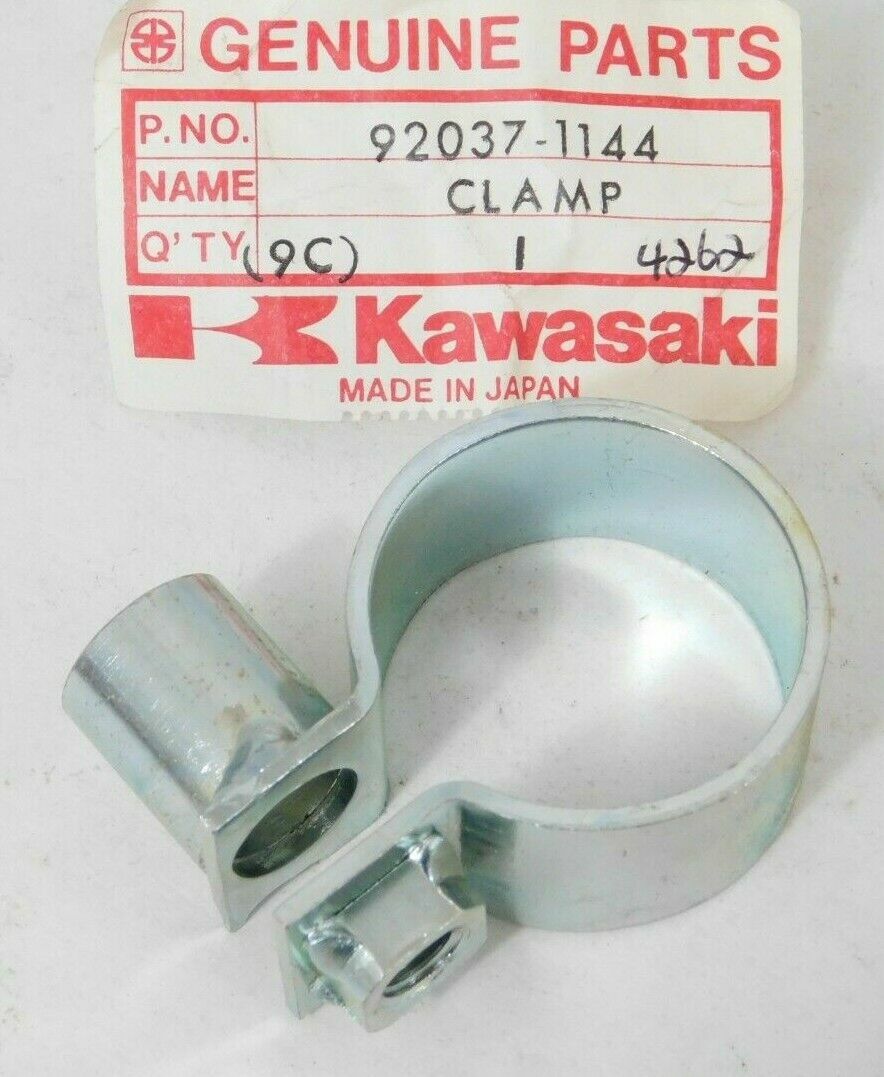 GENUINE PARTS
P.NO. 92037-1144
NAME CLAMP
Q'TY (9C) 1 4262
Kawasaki
MADE IN JAPAN